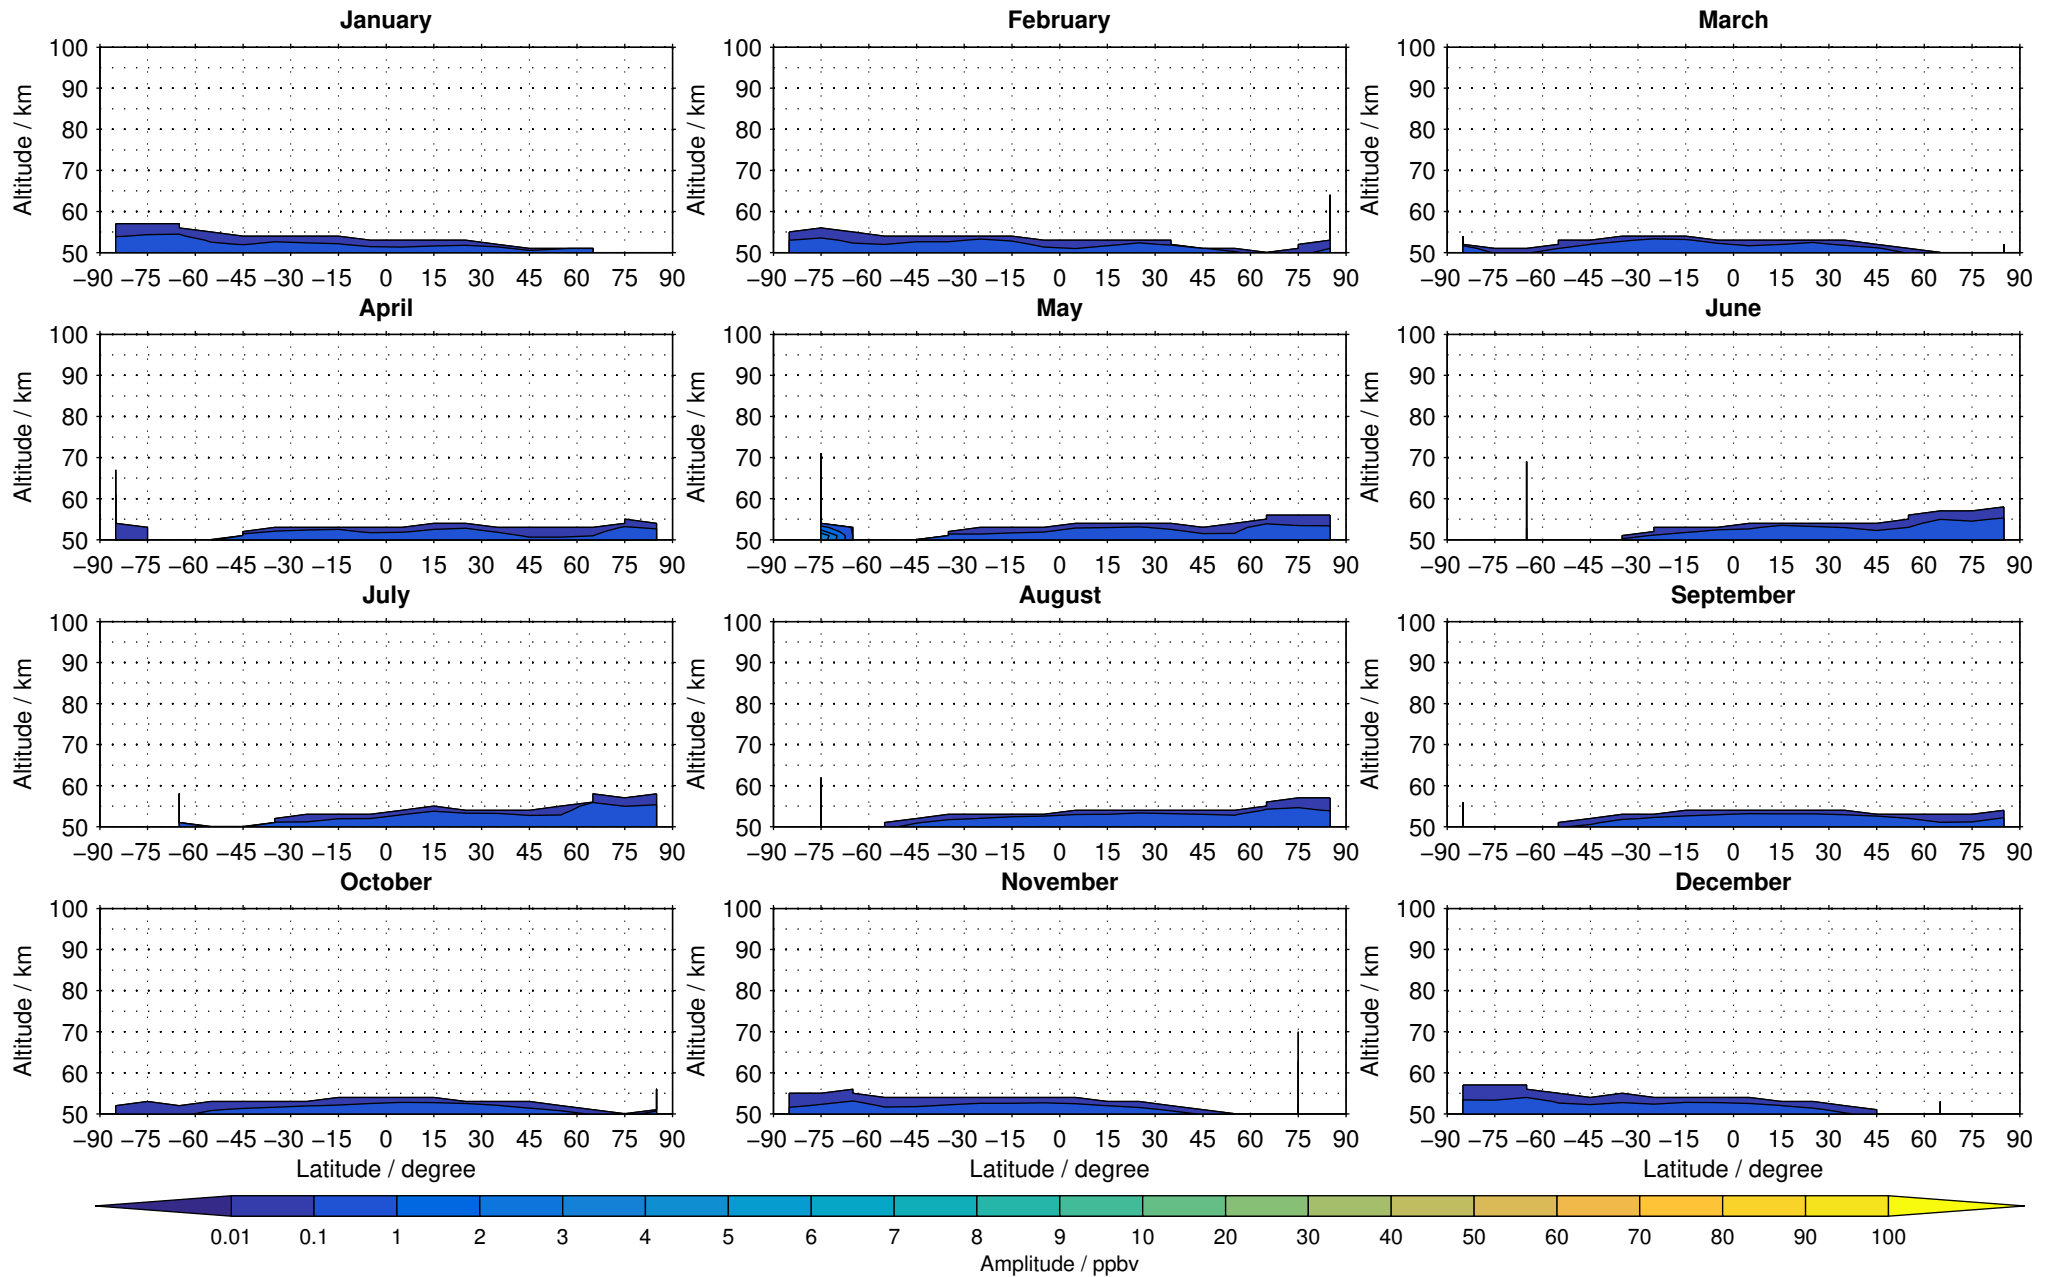 January February March
100 100 100
90 90 90
80 80 80
70 70 70
60 60 60
50 50 50
Altitude / km Altitude / km Altitude / km
−90 −75 −60 −45 −30 −15 0 15 30 45 60 75 90 −90 −75 −60 −45 −30 −15 0 15 30 45 60 75 90 −90 −75 −60 −45 −30 −15 0 15 30 45 60 75 90
April May June
100 100 100
90 90 90
80 80 80
70 70 70
60 60 60
50 50 50
Altitude / km Altitude / km Altitude / km
−90 −75 −60 −45 −30 −15 0 15 30 45 60 75 90 −90 −75 −60 −45 −30 −15 0 15 30 45 60 75 90 −90 −75 −60 −45 −30 −15 0 15 30 45 60 75 90
July August September
100 100 100
90 90 90
80 80 80
70 70 70
60 60 60
50 50 50
Altitude / km Altitude / km Altitude / km
−90 −75 −60 −45 −30 −15 0 15 30 45 60 75 90 −90 −75 −60 −45 −30 −15 0 15 30 45 60 75 90 −90 −75 −60 −45 −30 −15 0 15 30 45 60 75 90
October November December
100 100 100
90 90 90
80 80 80
70 70 70
60 60 60
50 50 50
Altitude / km Altitude / km Altitude / km
−90 −75 −60 −45 −30 −15 0 15 30 45 60 75 90 −90 −75 −60 −45 −30 −15 0 15 30 45 60 75 90 −90 −75 −60 −45 −30 −15 0 15 30 45 60 75 90
Latitude / degree Latitude / degree Latitude / degree
0.01 0.1 1 2 3 4 5 6 7 8 9 10 20 30 40 50 60 70 80 90 100
Amplitude / ppbv